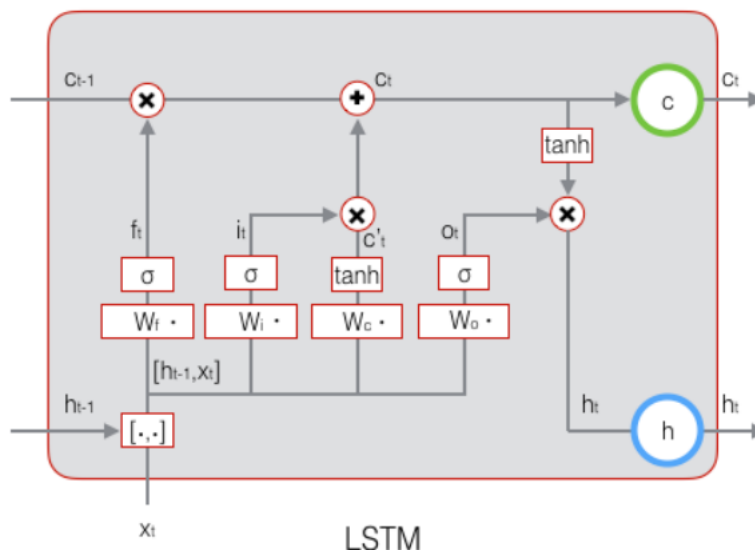 Ct-1 Ct Ct
× + c
tanh
× ×
ft it c't ot
σ σ tanh σ
Wf · Wi · Wc · Wo ·
[ht-1,xt]
ht-1 ht ht
[·,·] h
xt
LSTM